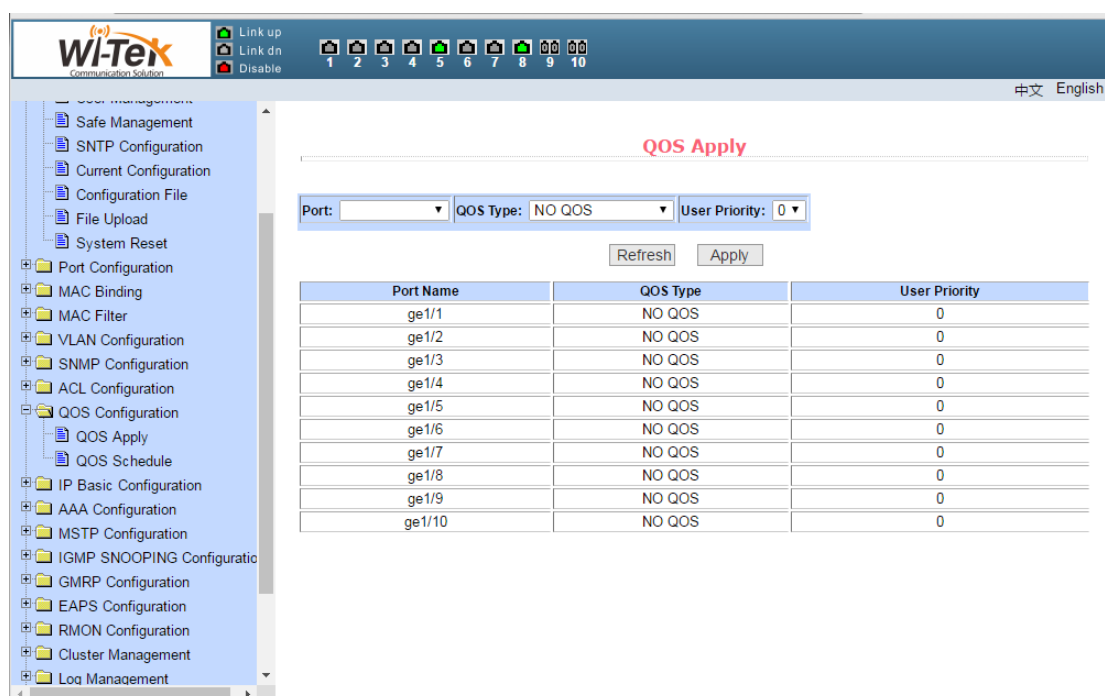 Wi-Tek
Communication Solution
Link up
Link dn
Disable
1 2 3 4 5 6 7 8 9 10
中文 English
User Management
Safe Management
SNTP Configuration
Current Configuration
Configuration File
File Upload
System Reset
Port Configuration
MAC Binding
MAC Filter
VLAN Configuration
SNMP Configuration
ACL Configuration
QOS Configuration
QOS Apply
QOS Schedule
IP Basic Configuration
AAA Configuration
MSTP Configuration
IGMP SNOOPING Configuratio
GMRP Configuration
EAPS Configuration
RMON Configuration
Cluster Management
Log Management
QOS Apply
Port: QOS Type: NO QOS User Priority: 0
Refresh Apply
Port Name QOS Type User Priority
ge1/1 NO QOS 0
ge1/2 NO QOS 0
ge1/3 NO QOS 0
ge1/4 NO QOS 0
ge1/5 NO QOS 0
ge1/6 NO QOS 0
ge1/7 NO QOS 0
ge1/8 NO QOS 0
ge1/9 NO QOS 0
ge1/10 NO QOS 0